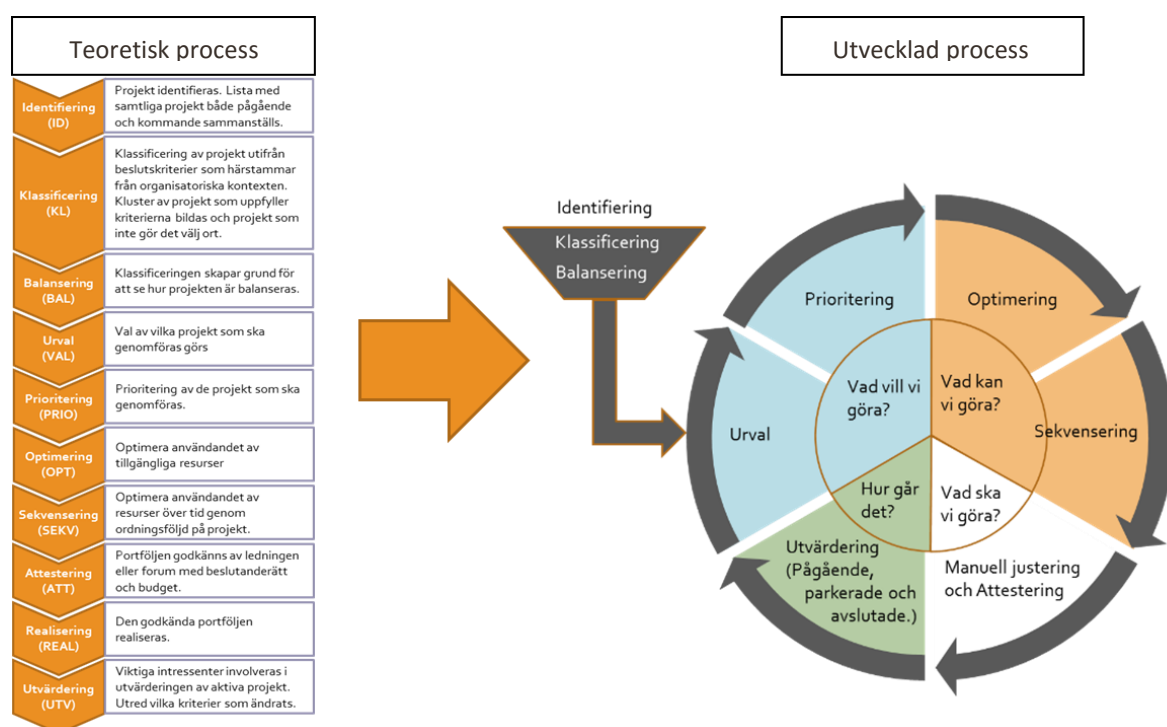 Teoretisk process
Identifiering
(ID)
Projekt identifieras. Lista med
samtliga projekt både pågående
och kommande sammanställs.
Klassificering
(KL)
Klassificering av projekt utifrån
beslutskriterier som härstammar
från organisatoriska kontexten.
Kluster av projekt som uppfyller
kriterierna bildas och projekt som
inte gör det välj ort.
Balansering
(BAL)
Klassificeringen skapar grund för
att se hur projekten är balanseras.
Urval
(VAL)
Val av vilka projekt som ska
genomföras görs
Prioritering
(PRIO)
Prioritering av de projekt som ska
genomföras.
Optimering
(OPT)
Optimera användandet av
tillgängliga resurser
Sekvensering
(SEKV)
Optimera användandet av
resurser över tid genom
ordningsföljd på projekt.
Attestering
(ATT)
Portföljen godkänns av ledningen
eller forum med beslutanderätt
och budget.
Realisering
(REAL)
Den godkända portföljen
realiseras.
Utvärdering
(UTV)
Viktiga intressenter involveras i
utvärderingen av aktiva projekt.
Utred vilka kriterier som ändrats.
Utvecklad process
Identifiering
Klassificering
Balansering
Prioritering
Optimering
Vad vill vi
göra?
Vad kan
vi göra?
Urval
Sekvensering
Hur går
det?
Vad ska
vi göra?
Utvärdering
(Pågående,
parkerade och
avslutade.)
Manuell justering
och Attestering